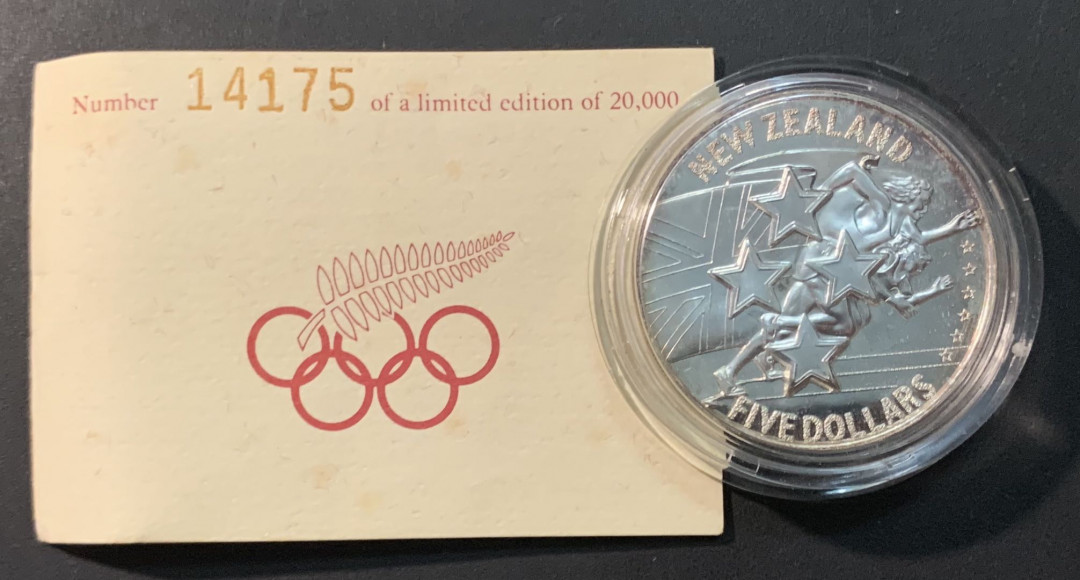 Number 14175 of a limited edition of 20,000
NEW ZEALAND
FIVE DOLLARS